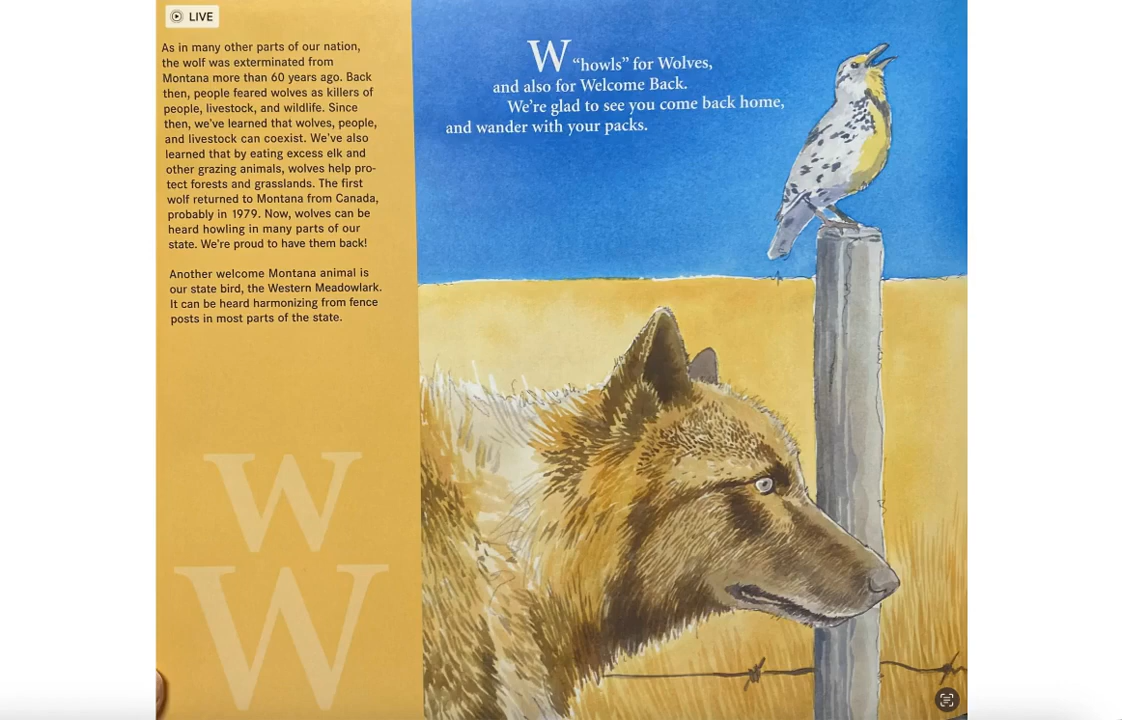 LIVE
As in many other parts of our nation,
the wolf was exterminated from
Montana more than 60 years ago. Back
then, people feared wolves as killers of
people, livestock, and wildlife. Since
then, we've learned that wolves, people,
and livestock can coexist. We've also
learned that by eating excess elk and
other grazing animals, wolves help pro-
tect forests and grasslands. The first
wolf returned to Montana from Canada,
probably in 1979. Now, wolves can be
heard howling in many parts of our
state. We're proud to have them back!
Another welcome Montana animal is
our state bird, the Western Meadowlark.
It can be heard harmonizing from fence
posts in most parts of the state.
w
W
W "howls" for Wolves,
and also for Welcome Back.
We're glad to see you come back home,
and wander with your packs.